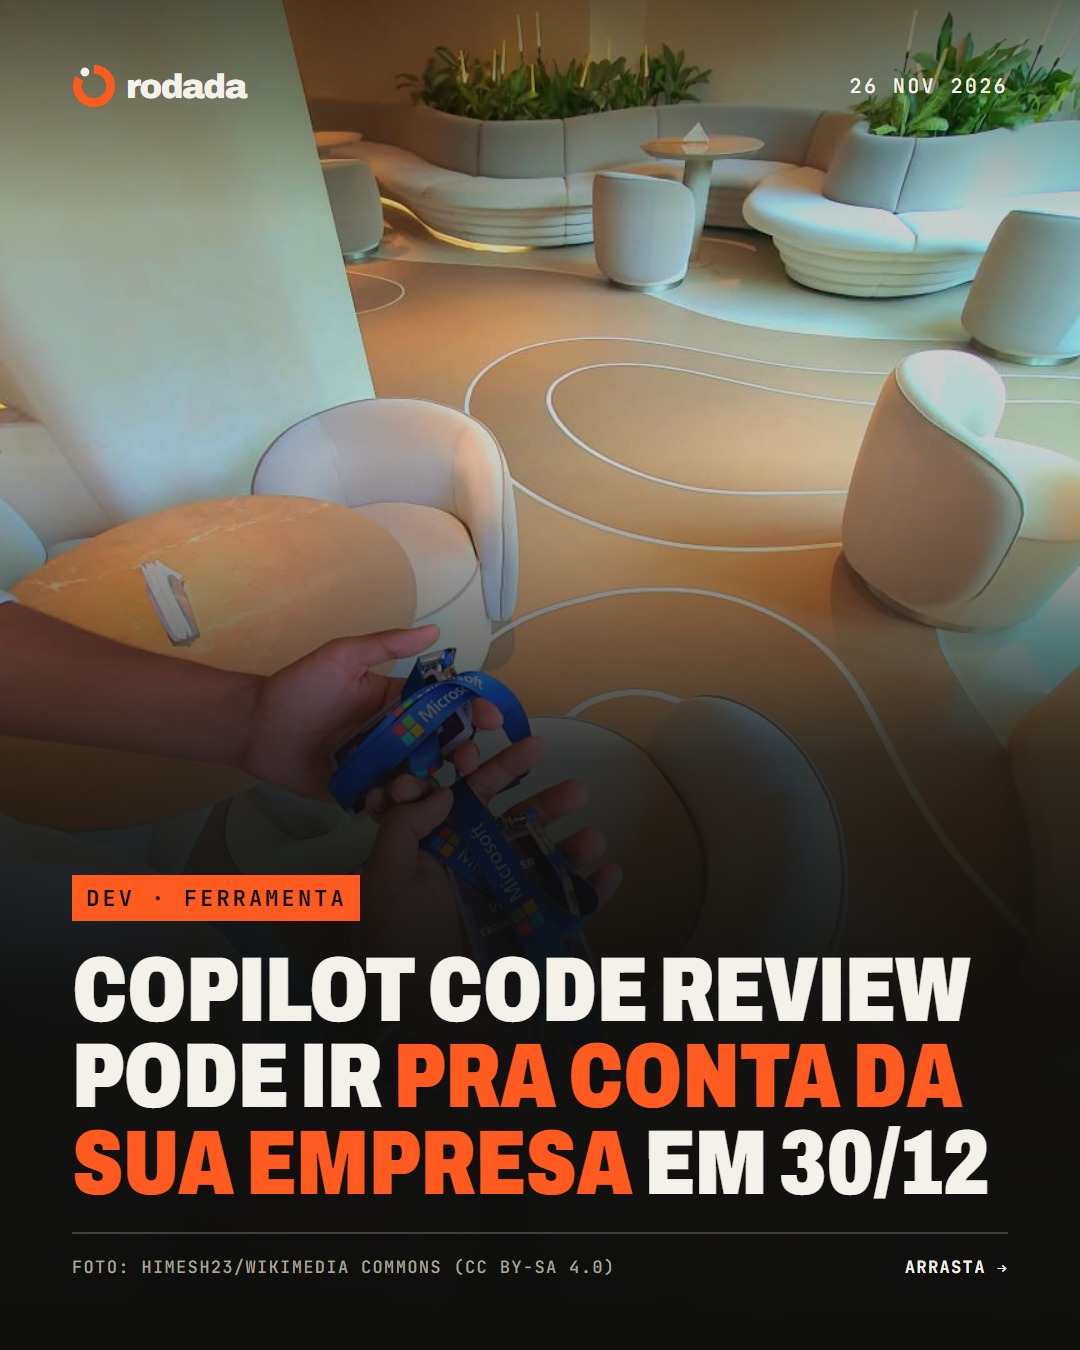 rodada
26 NOV 2026
Microsoft
Microsoft
DEV · FERRAMENTA
COPILOT CODE REVIEW
PODE IR PRA CONTA DA
SUA EMPRESA EM 30/12
FOTO: HIMESH23/WIKIMEDIA COMMONS (CC BY-SA 4.0)
ARRASTA →